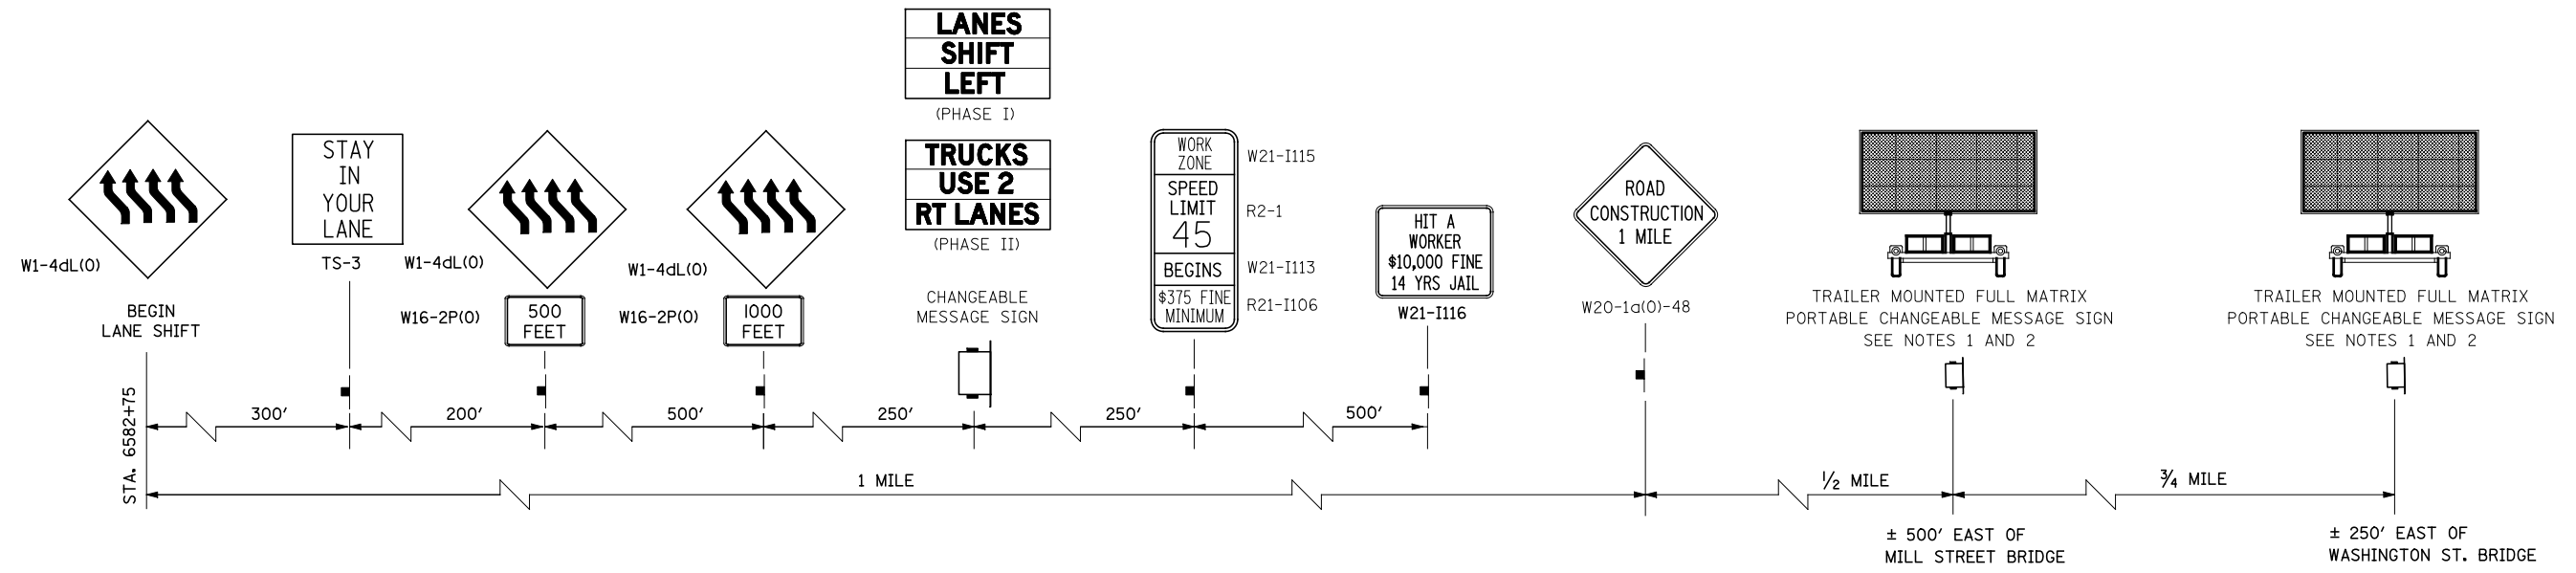 LANES
SHIFT
LEFT
(PHASE I)
TRUCKS
USE 2
RT LANES
(PHASE II)
CHANGEABLE
MESSAGE SIGN
W1-4dL(O)
BEGIN
LANE SHIFT
STA. 6582+75
STAY
IN
YOUR
LANE
TS-3
W1-4dL(O)
500
FEET
W16-2P(O)
W1-4dL(O)
1000
FEET
W16-2P(O)
WORK
ZONE
W21-I115
SPEED
LIMIT
45
R2-1
BEGINS
W21-I113
$375 FINE
MINIMUM
R21-I106
HIT A
WORKER
$10,000 FINE
14 YRS JAIL
W21-I116
ROAD
CONSTRUCTION
1 MILE
W20-1a(O)-48
TRAILER MOUNTED FULL MATRIX
PORTABLE CHANGEABLE MESSAGE SIGN
SEE NOTES 1 AND 2
TRAILER MOUNTED FULL MATRIX
PORTABLE CHANGEABLE MESSAGE SIGN
SEE NOTES 1 AND 2
300'
200'
500'
250'
250'
500'
1 MILE
1/2 MILE
3/4 MILE
± 500' EAST OF
MILL STREET BRIDGE
± 250' EAST OF
WASHINGTON ST. BRIDGE